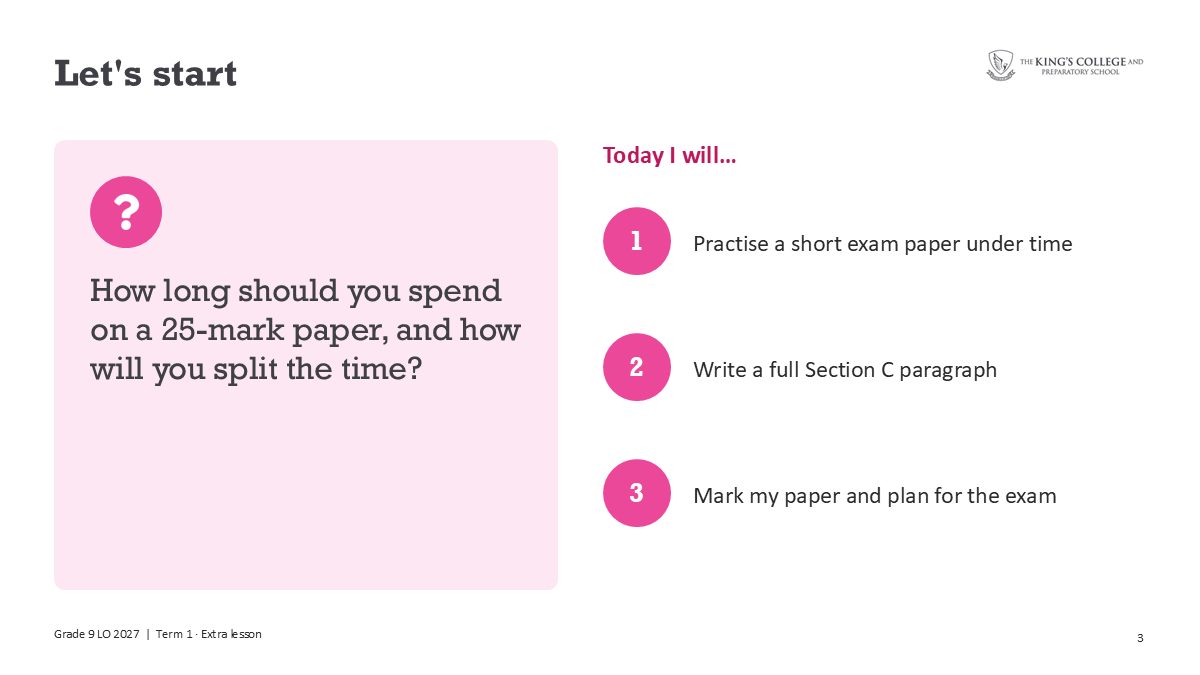 Let's start
THE KING'S COLLEGE AND
PREPARATORY SCHOOL
?
How long should you spend
on a 25-mark paper, and how
will you split the time?
Today I will...
1
Practise a short exam paper under time
2
Write a full Section C paragraph
3
Mark my paper and plan for the exam
Grade 9 LO 2027 | Term 1 · Extra lesson
3